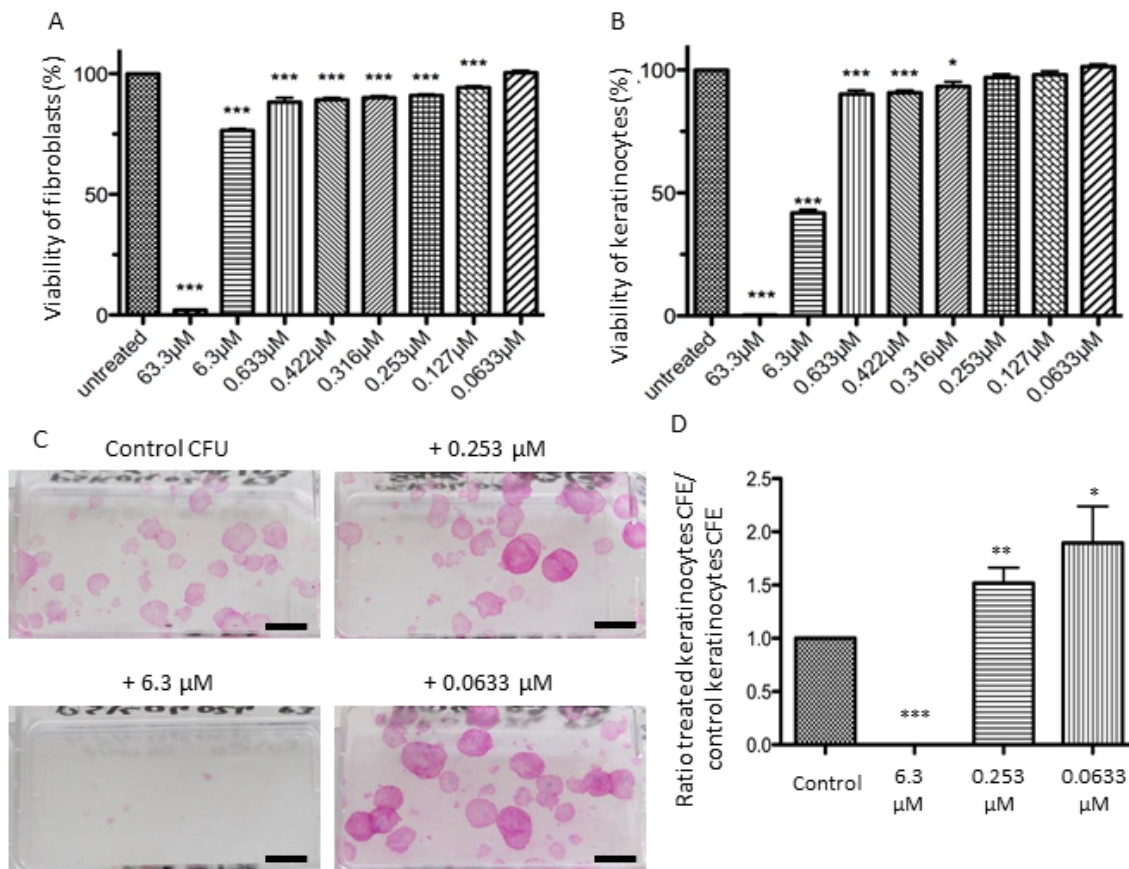 A
Viability of fibroblasts (%)
100
50
0
***
***
***
***
***
***
***
untreated
63.3µM
6.3µM
0.633µM
0.422µM
0.316µM
0.253µM
0.127µM
0.0633µM
B
Viability of keratinocytes (%)
100
50
0
***
***
***
***
*
untreated
63.3µM
6.3µM
0.633µM
0.422µM
0.316µM
0.253µM
0.127µM
0.0633µM
C
Control CFU
+ 0.253 µM
+ 6.3 µM
+ 0.0633 µM
D
Ratio treated keratinocytes CFE/
control keratinocytes CFE
2.5
2.0
1.5
1.0
0.5
0.0
***
**
*
Control
6.3
µM
0.253
µM
0.0633
µM